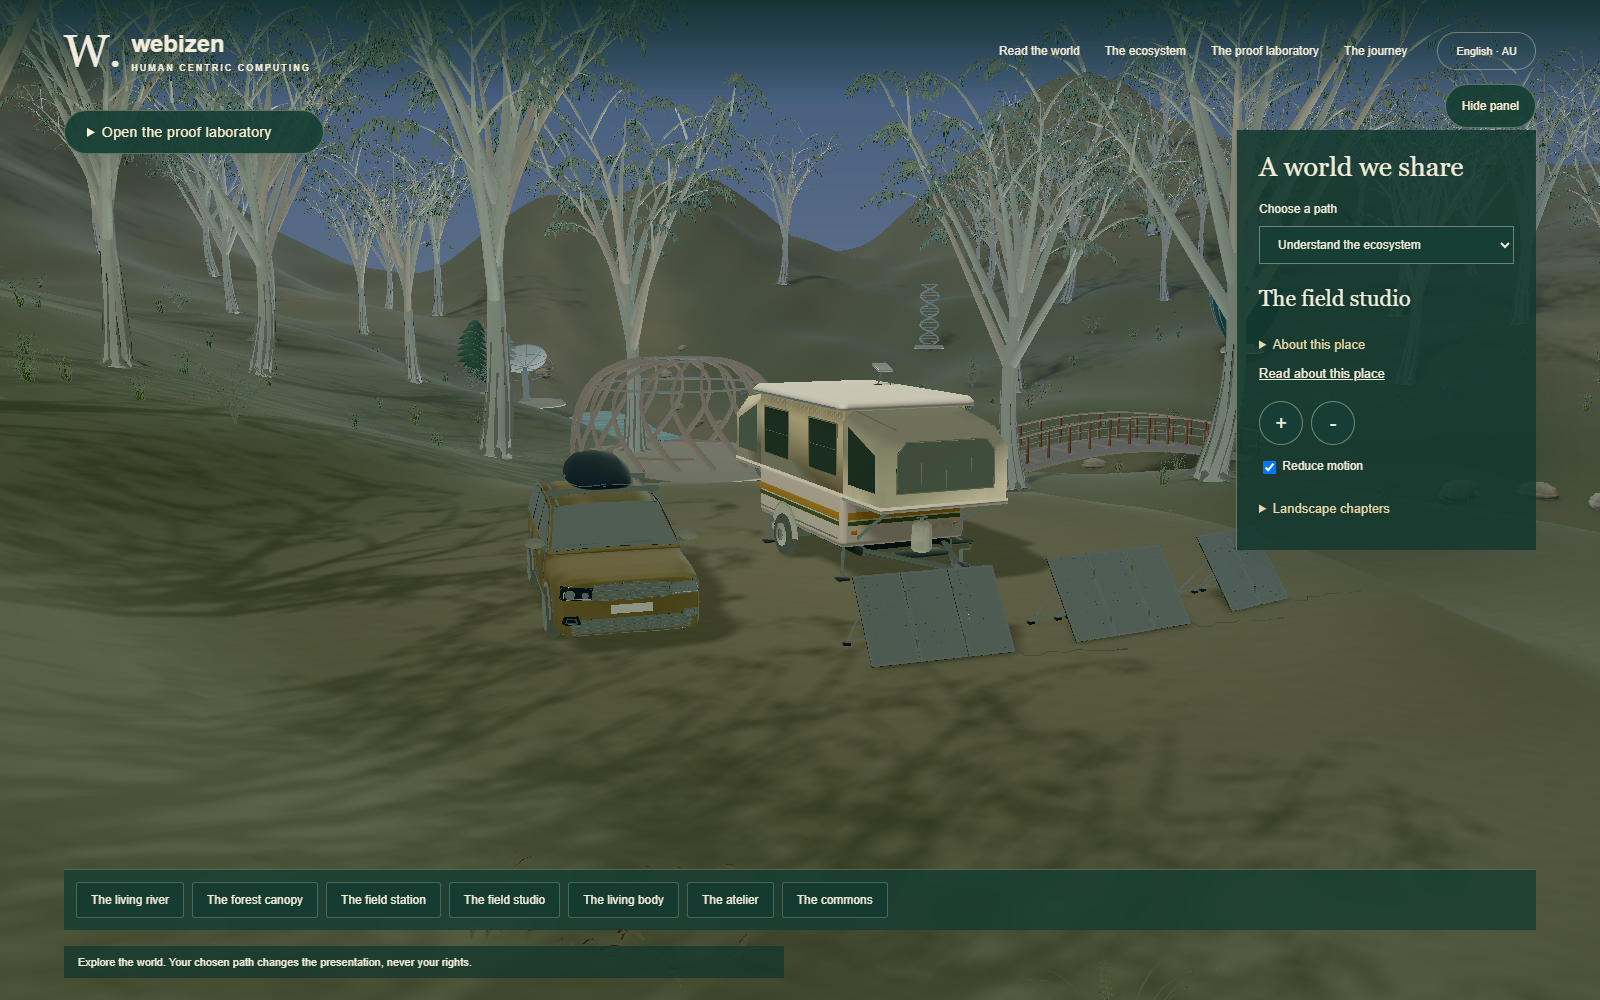 W.
webizen
HUMAN CENTRIC COMPUTING
Read the world
The ecosystem
The proof laboratory
The journey
English · AU
Hide panel
Open the proof laboratory
A world we share
Choose a path
Understand the ecosystem
The field studio
About this place
Read about this place
+
-
Reduce motion
Landscape chapters
The living river
The forest canopy
The field station
The field studio
The living body
The atelier
The commons
Explore the world. Your chosen path changes the presentation, never your rights.